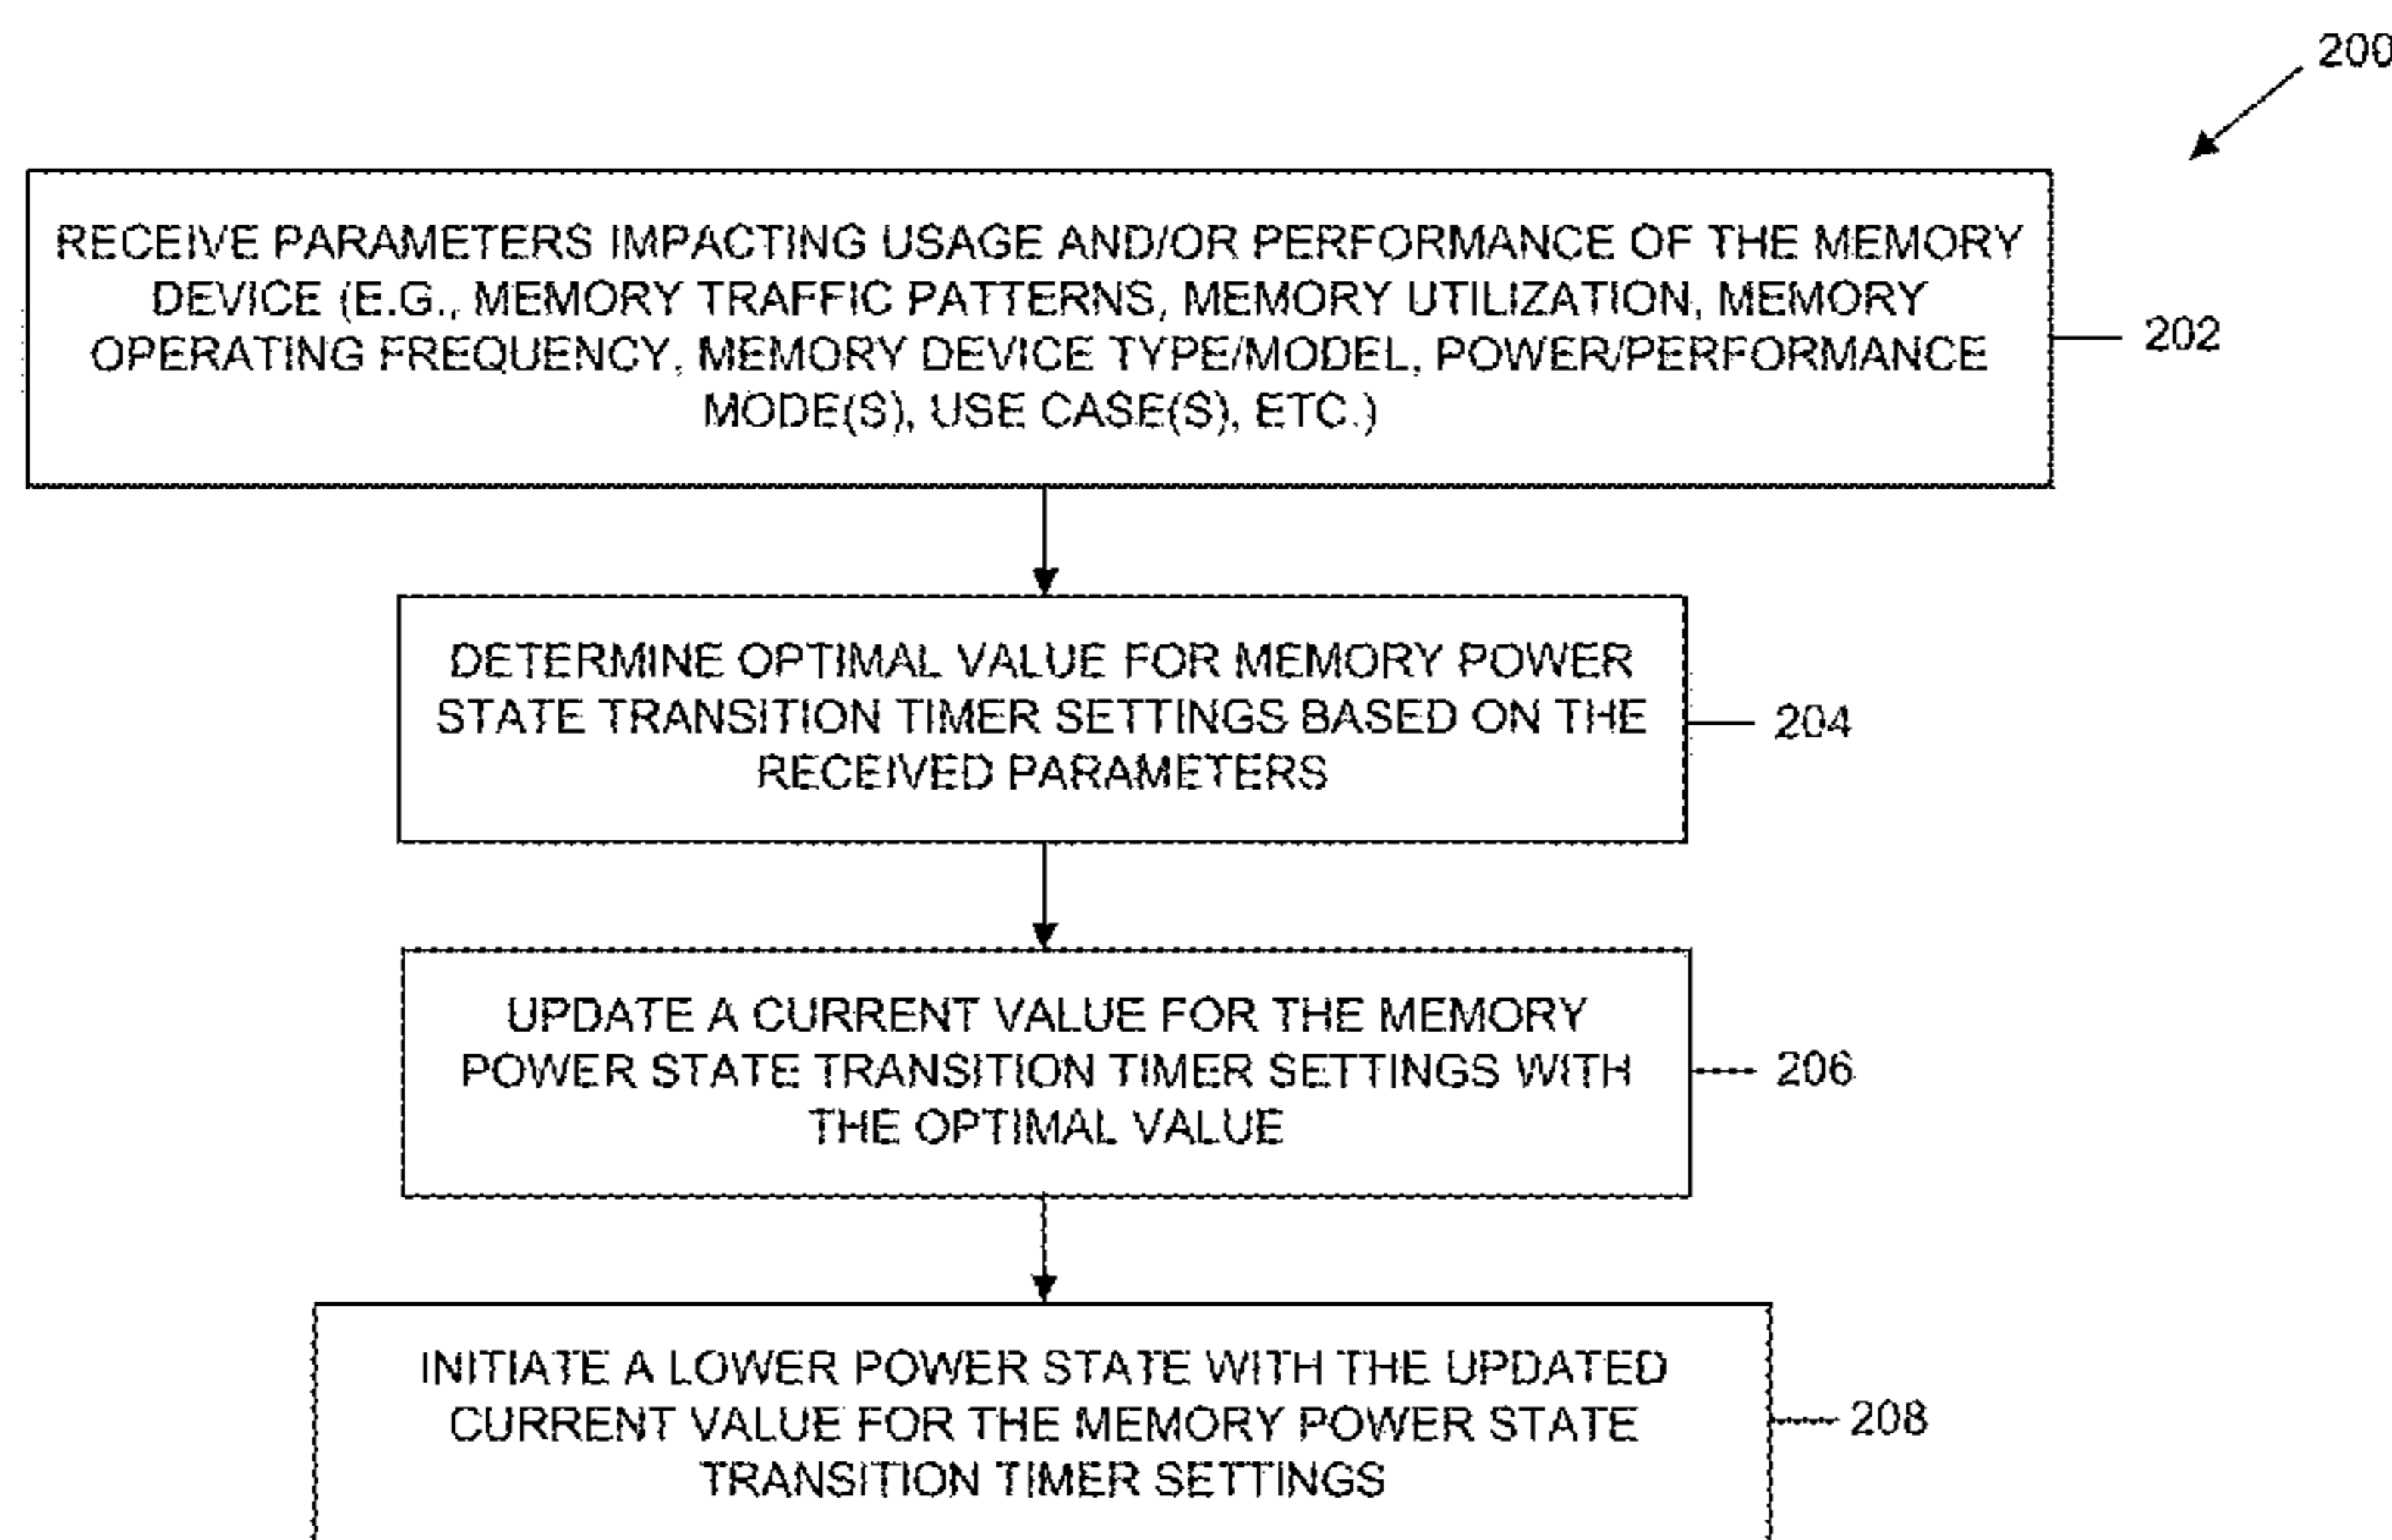 200
RECEIVE PARAMETERS IMPACTING USAGE AND/OR PERFORMANCE OF THE MEMORY
DEVICE (E.G., MEMORY TRAFFIC PATTERNS, MEMORY UTILIZATION, MEMORY
OPERATING FREQUENCY, MEMORY DEVICE TYPE/MODEL, POWER/PERFORMANCE
MODE(S), USE CASE(S), ETC.)
202
DETERMINE OPTIMAL VALUE FOR MEMORY POWER
STATE TRANSITION TIMER SETTINGS BASED ON THE
RECEIVED PARAMETERS
204
UPDATE A CURRENT VALUE FOR THE MEMORY
POWER STATE TRANSITION TIMER SETTINGS WITH
THE OPTIMAL VALUE
206
INITIATE A LOWER POWER STATE WITH THE UPDATED
CURRENT VALUE FOR THE MEMORY POWER STATE
TRANSITION TIMER SETTINGS
208